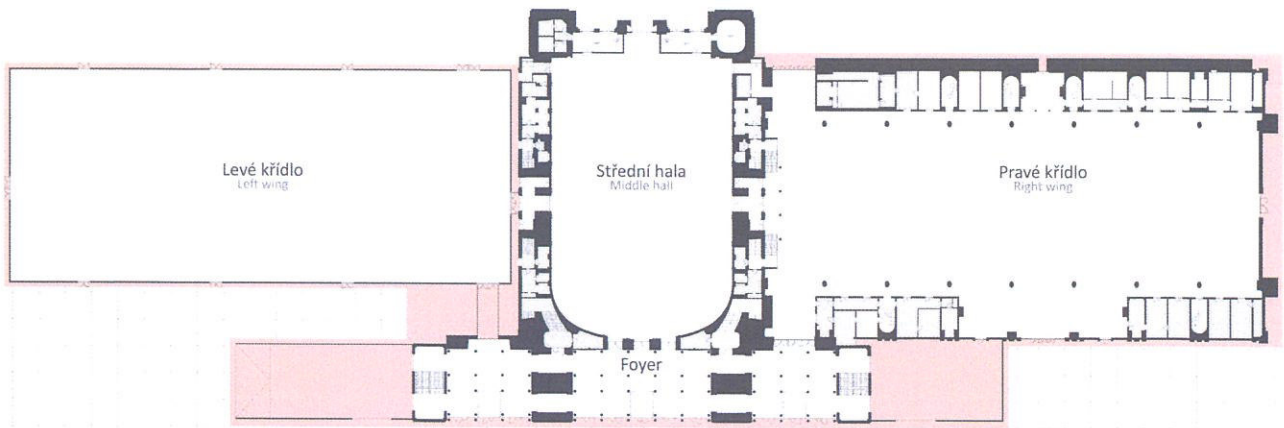 Levé křídlo
Left wing
Střední hala
Middle hall
Pravé křídlo
Right wing
Foyer